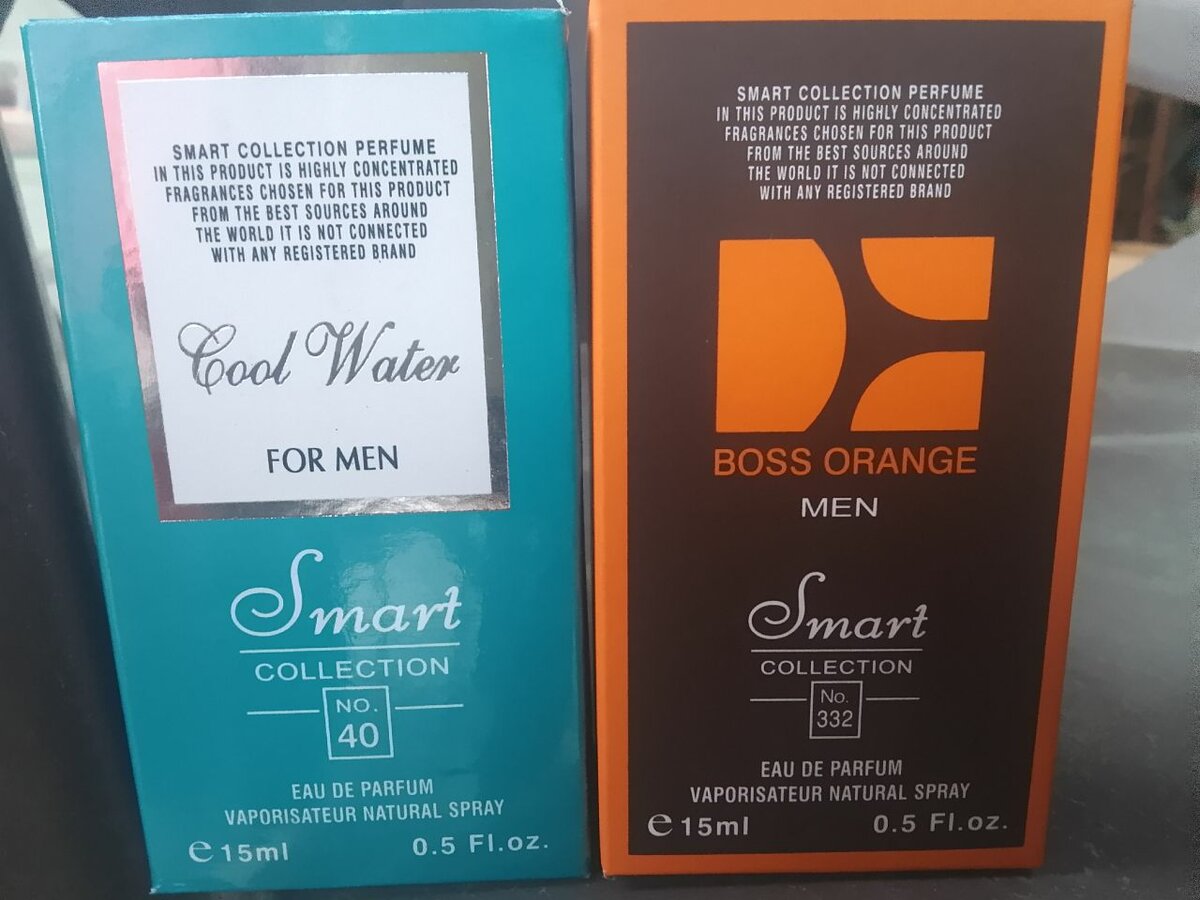 SMART COLLECTION PERFUME
IN THIS PRODUCT IS HIGHLY CONCENTRATED
FRAGRANCES CHOSEN FOR THIS PRODUCT
FROM THE BEST SOURCES AROUND
THE WORLD IT IS NOT CONNECTED
WITH ANY REGISTERED BRAND
Cool Water
FOR MEN
Smart
COLLECTION
NO.
40
EAU DE PARFUM
VAPORISATEUR NATURAL SPRAY
e 15ml 0.5 Fl.oz.
SMART COLLECTION PERFUME
IN THIS PRODUCT IS HIGHLY CONCENTRATED
FRAGRANCES CHOSEN FOR THIS PRODUCT
FROM THE BEST SOURCES AROUND
THE WORLD IT IS NOT CONNECTED
WITH ANY REGISTERED BRAND
BOSS ORANGE
MEN
Smart
COLLECTION
No.
332
EAU DE PARFUM
VAPORISATEUR NATURAL SPRAY
e 15ml 0.5 Fl.oz.